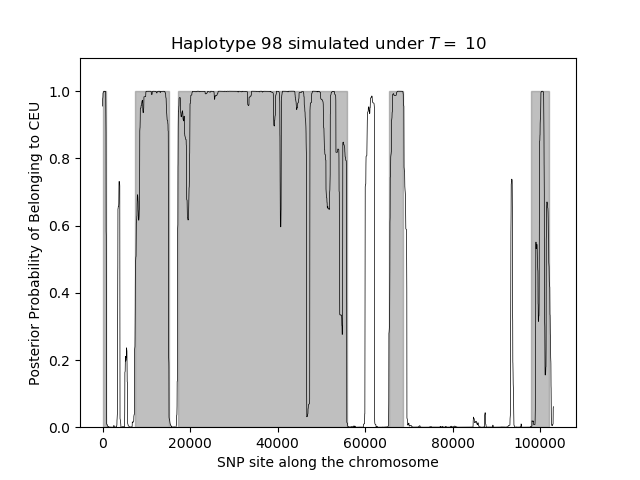 Haplotype 98 simulated under T = 10
Posterior Probability of Belonging to CEU
1.0
0.8
0.6
0.4
0.2
0.0
0 20000 40000 60000 80000 100000
SNP site along the chromosome